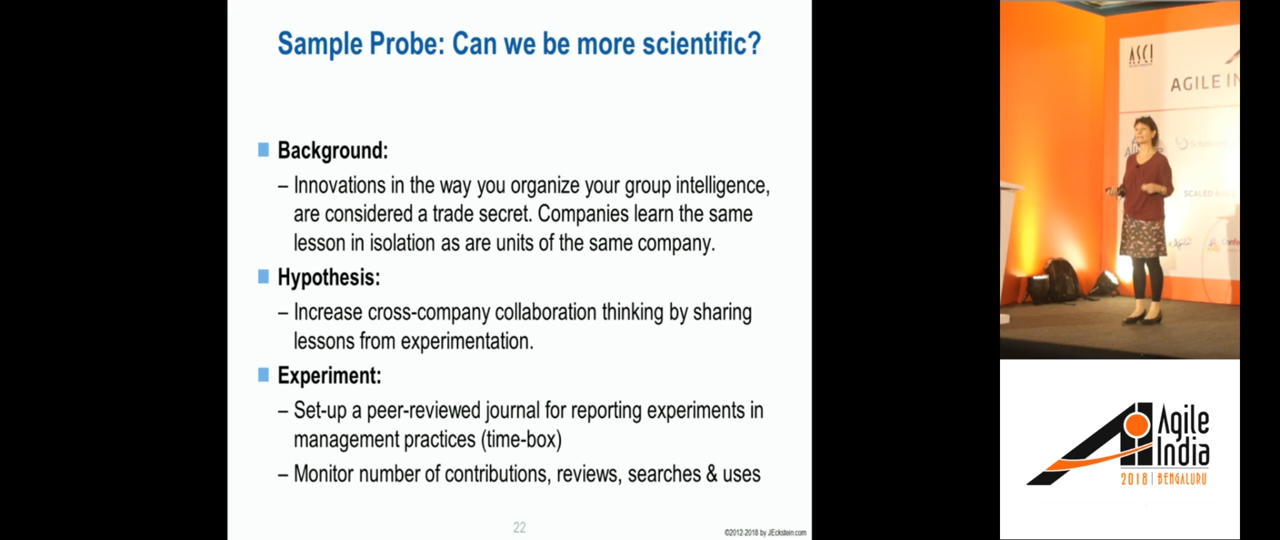 Sample Probe: Can we be more scientific?
Background:
– Innovations in the way you organize your group intelligence,
are considered a trade secret. Companies learn the same
lesson in isolation as are units of the same company.
Hypothesis:
– Increase cross-company collaboration thinking by sharing
lessons from experimentation.
Experiment:
– Set-up a peer-reviewed journal for reporting experiments in
management practices (time-box)
– Monitor number of contributions, reviews, searches & uses
22
©2012-2018 by JEckstein.com
ASCI
AGILE IN
SCALED
Agile
India
2018 | BENGALURU